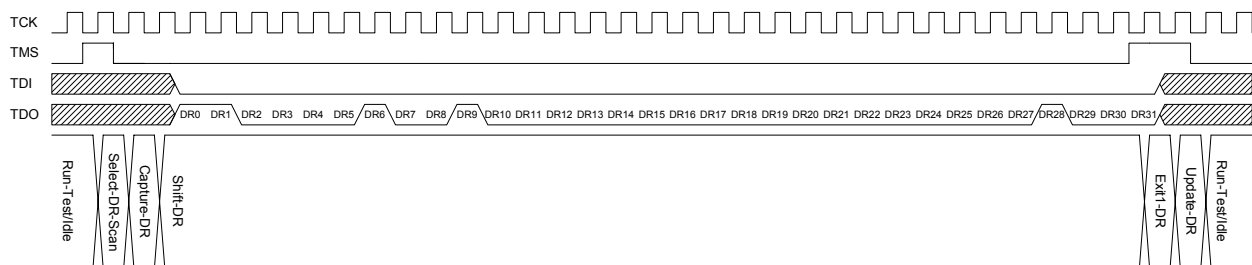 TCK
TMS
TDI
TDO DR0 DR1 DR2 DR3 DR4 DR5 DR6 DR7 DR8 DR9 DR10 DR11 DR12 DR13 DR14 DR15 DR16 DR17 DR18 DR19 DR20 DR21 DR22 DR23 DR24 DR25 DR26 DR27 DR28 DR29 DR30 DR31
Run-Test/Idle
Select-DR-Scan
Capture-DR
Shift-DR
Exit1-DR
Update-DR
Run-Test/Idle